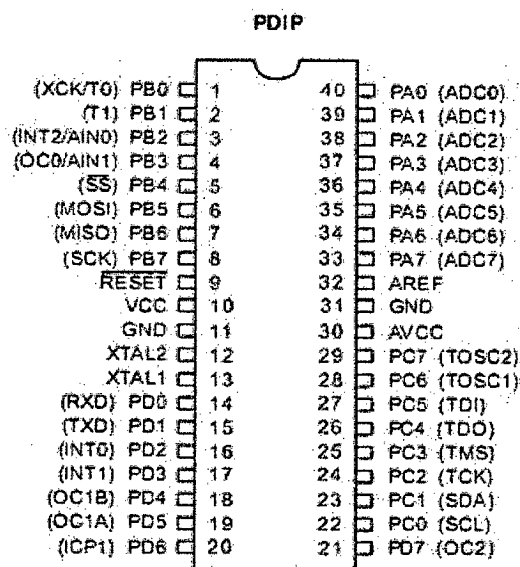 PDIP
(XCK/T0) PB0 1 40 PA0 (ADC0)
(T1) PB1 2 39 PA1 (ADC1)
(INT2/AIN0) PB2 3 38 PA2 (ADC2)
(OC0/AIN1) PB3 4 37 PA3 (ADC3)
(SS) PB4 5 36 PA4 (ADC4)
(MOSI) PB5 6 35 PA5 (ADC5)
(MISO) PB6 7 34 PA6 (ADC6)
(SCK) PB7 8 33 PA7 (ADC7)
RESET 9 32 AREF
VCC 10 31 GND
GND 11 30 AVCC
XTAL2 12 29 PC7 (TOSC2)
XTAL1 13 28 PC6 (TOSC1)
(RXD) PD0 14 27 PC5 (TDI)
(TXD) PD1 15 26 PC4 (TDO)
(INT0) PD2 16 25 PC3 (TMS)
(INT1) PD3 17 24 PC2 (TCK)
(OC1B) PD4 18 23 PC1 (SDA)
(OC1A) PD5 19 22 PC0 (SCL)
(ICP1) PD6 20 21 PD7 (OC2)